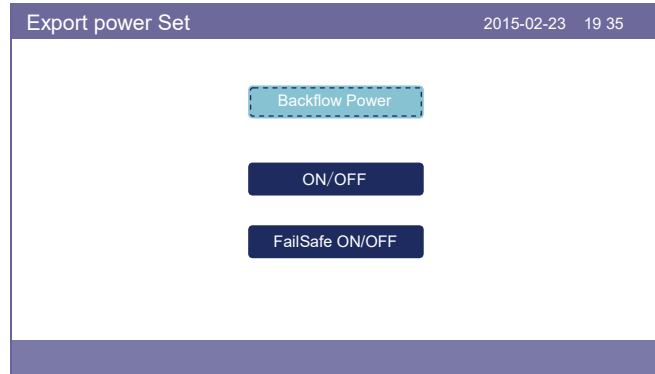 Export power Set 2015-02-23 19 35
Backflow Power
ON/OFF
FailSafe ON/OFF